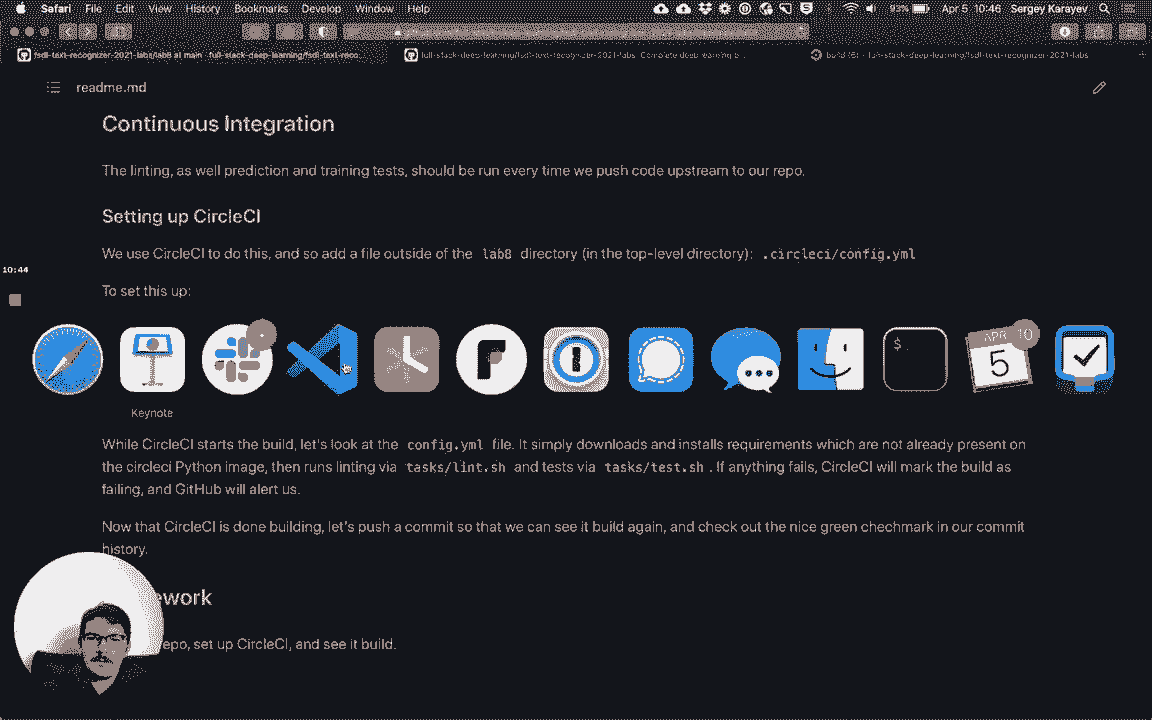 Safari File Edit View History Bookmarks Develop Window Help 93% Apr 5 10:46 Sergey Karayev
fsdl-text-recognizer-2021-labs/lab8 at main · full-stack-deep-learning/fsdl-text-reco...
full-stack-deep-learning/fsdl-text-recognizer-2021-labs: Complete deep learning p...
build (6) - full-stack-deep-learning/fsdl-text-recognizer-2021-labs
readme.md
Continuous Integration
The linting, as well prediction and training tests, should be run every time we push code upstream to our repo.
Setting up CircleCI
We use CircleCI to do this, and so add a file outside of the lab8 directory (in the top-level directory): .circleci/config.yml
10:44
To set this up:
$
APR 10
5
Keynote
While CircleCI starts the build, let's look at the config.yml file. It simply downloads and installs requirements which are not already present on
the circleci Python image, then runs linting via tasks/lint.sh and tests via tasks/test.sh . If anything fails, CircleCI will mark the build as
failing, and GitHub will alert us.
Now that CircleCI is done building, let's push a commit so that we can see it build again, and check out the nice green chechmark in our commit
history.
ework
epo, set up CircleCI, and see it build.